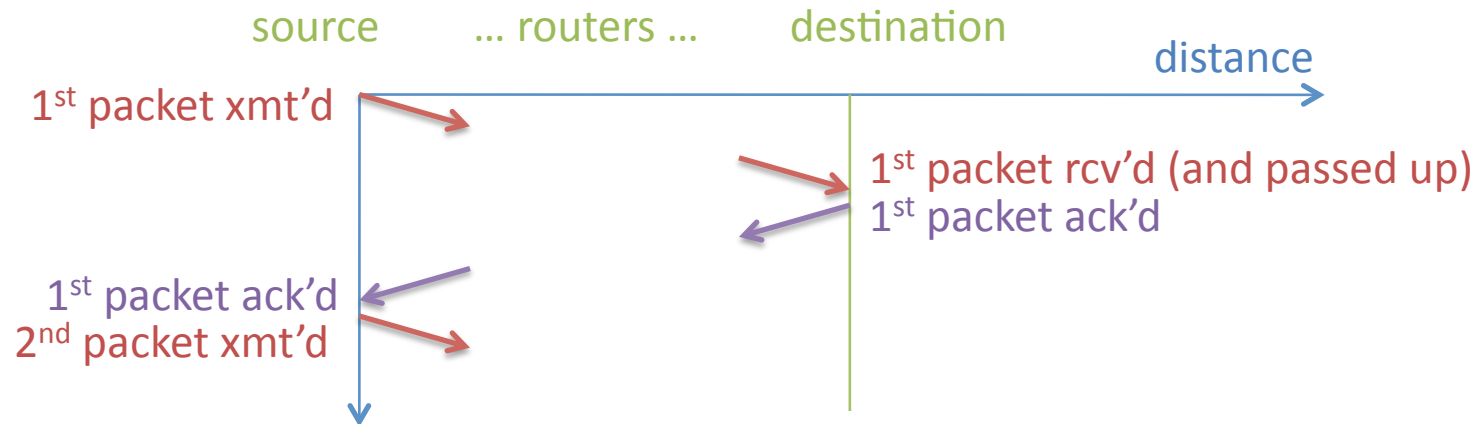 source ... routers ... destination
distance
1st packet xmt'd
1st packet rcv'd (and passed up)
1st packet ack'd
1st packet ack'd
2nd packet xmt'd